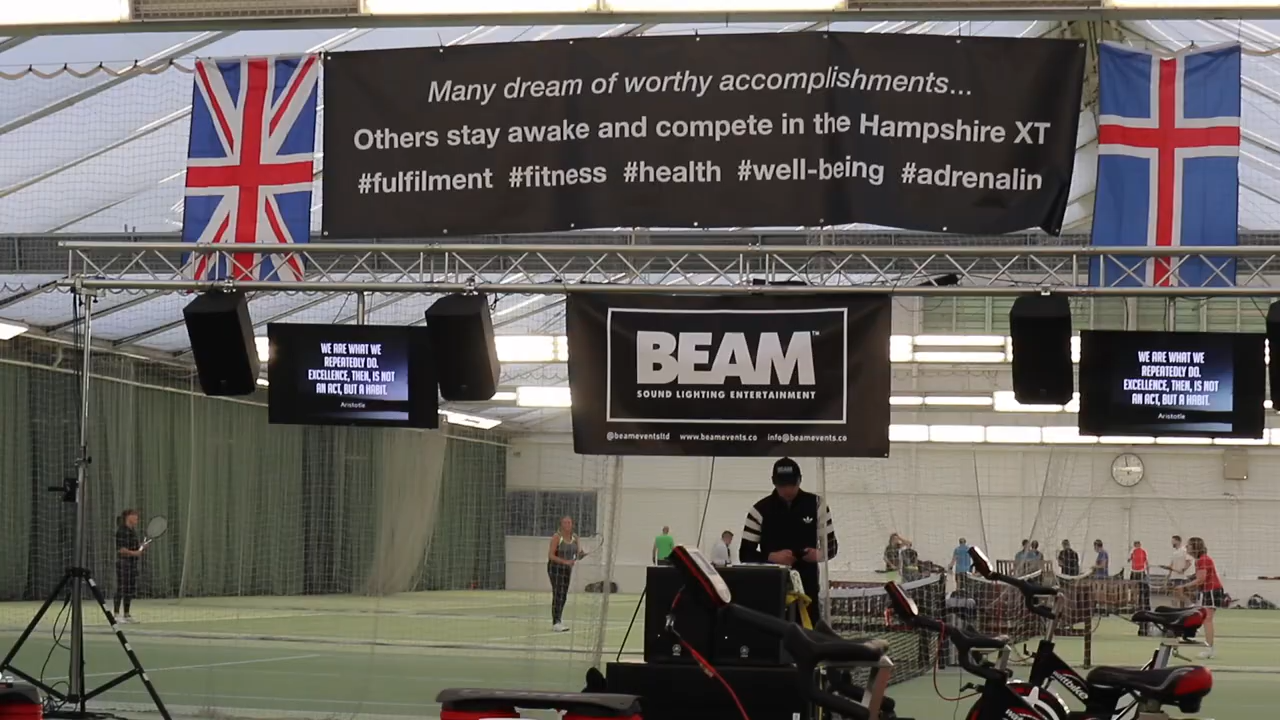 Many dream of worthy accomplishments...
Others stay awake and compete in the Hampshire XT
#fulfilment #fitness #health #well-being #adrenalin
WE ARE WHAT WE
REPEATEDLY DO.
EXCELLENCE, THEN, IS NOT
AN ACT, BUT A HABIT.
Aristotle
BEAM™
SOUND LIGHTING ENTERTAINMENT
@beameventsltd www.beamevents.co info@beamevents.co
WE ARE WHAT WE
REPEATEDLY DO.
EXCELLENCE, THEN, IS NOT
AN ACT, BUT A HABIT.
Aristotle
BEAM
wattbike